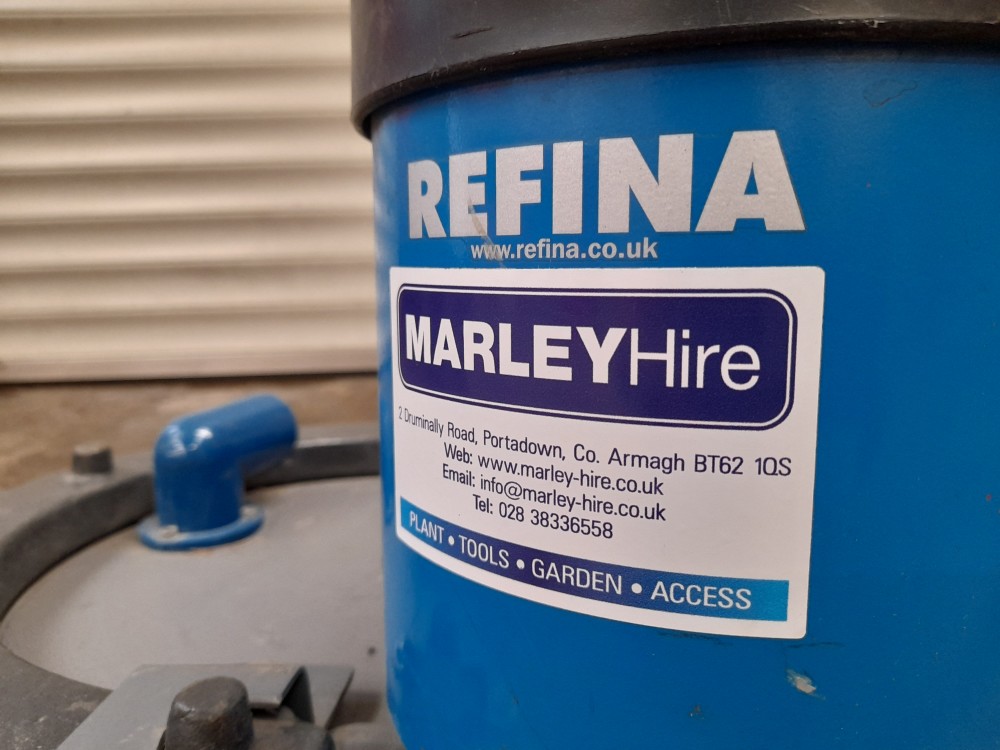 REFINA
www.refina.co.uk
MARLEYHire
2 Druminally Road, Portadown, Co. Armagh BT62 1QS
Web: www.marley-hire.co.uk
Email: info@marley-hire.co.uk
Tel: 028 38336558
PLANT • TOOLS • GARDEN • ACCESS